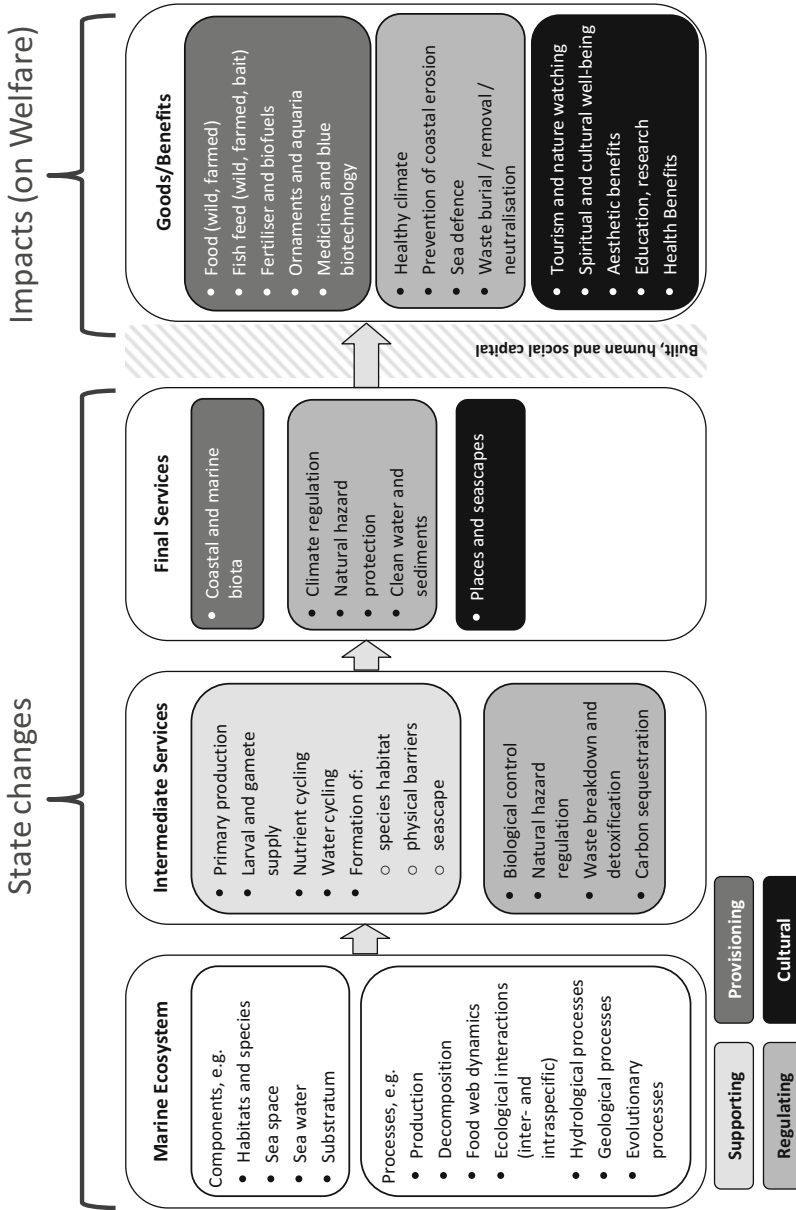 State changes
Impacts (on Welfare)
Marine Ecosystem
Components, e.g.
• Habitats and species
• Sea space
• Sea water
• Substratum
Processes, e.g.
• Production
• Decomposition
• Food web dynamics
• Ecological interactions
(inter- and
intraspecific)
• Hydrological processes
• Geological processes
• Evolutionary
processes
Intermediate Services
• Primary production
• Larval and gamete
supply
• Nutrient cycling
• Water cycling
• Formation of:
○ species habitat
○ physical barriers
○ seascape
• Biological control
• Natural hazard
regulation
• Waste breakdown and
detoxification
• Carbon sequestration
Final Services
• Coastal and marine
biota
• Climate regulation
• Natural hazard
• protection
• Clean water and
sediments
• Places and seascapes
Built, human and social capital
Goods/Benefits
• Food (wild, farmed)
• Fish feed (wild, farmed, bait)
• Fertiliser and biofuels
• Ornaments and aquaria
• Medicines and blue
biotechnology
• Healthy climate
• Prevention of coastal erosion
• Sea defence
• Waste burial / removal /
neutralisation
• Tourism and nature watching
• Spiritual and cultural well-being
• Aesthetic benefits
• Education, research
• Health Benefits
Supporting
Provisioning
Regulating
Cultural